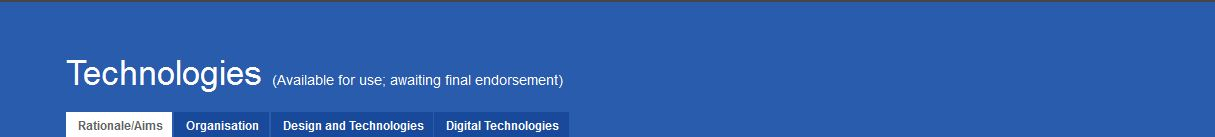 Technologies (Available for use; awaiting final endorsement)
Rationale/Aims Organisation Design and Technologies Digital Technologies